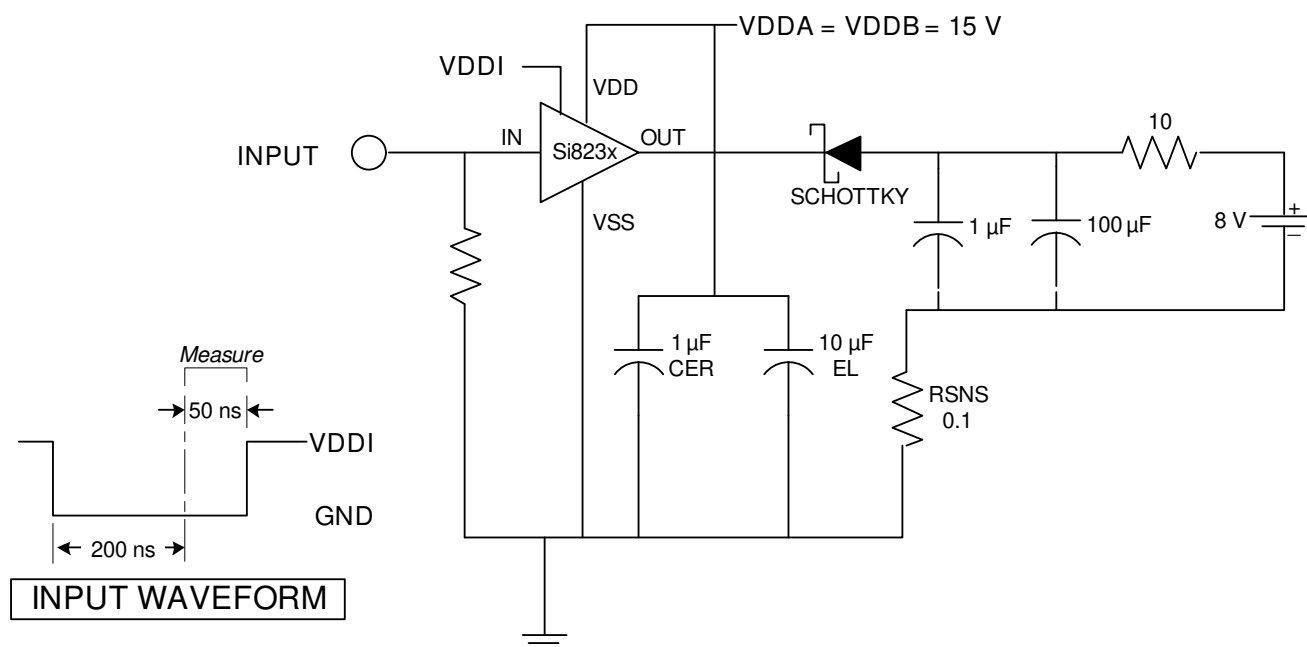 VDDA = VDDB = 15 V
VDDI
VDD
10
INPUT
IN
Si823x
OUT
SCHOTTKY
VSS
1 µF
100 µF
8 V
+
–
1 µF
CER
10 µF
EL
RSNS
0.1
Measure
50 ns
VDDI
GND
200 ns
INPUT WAVEFORM